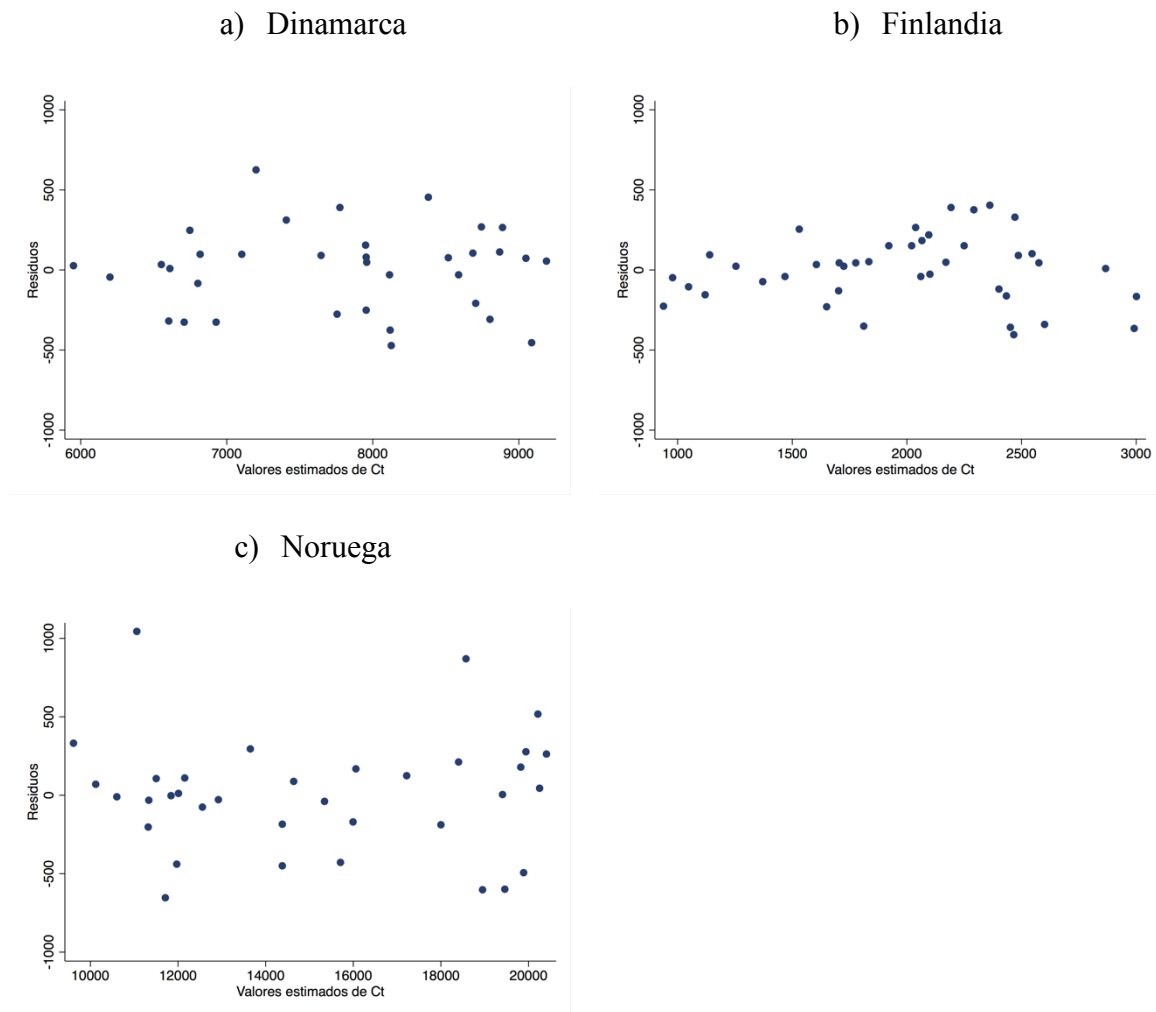 a) Dinamarca
b) Finlandia
1000
500
0
-500
-1000
Residuos
6000 7000 8000 9000
Valores estimados de Ct
1000
500
0
-500
-1000
Residuos
1000 1500 2000 2500 3000
Valores estimados de Ct
c) Noruega
1000
500
0
-500
-1000
Residuos
10000 12000 14000 16000 18000 20000
Valores estimados de Ct